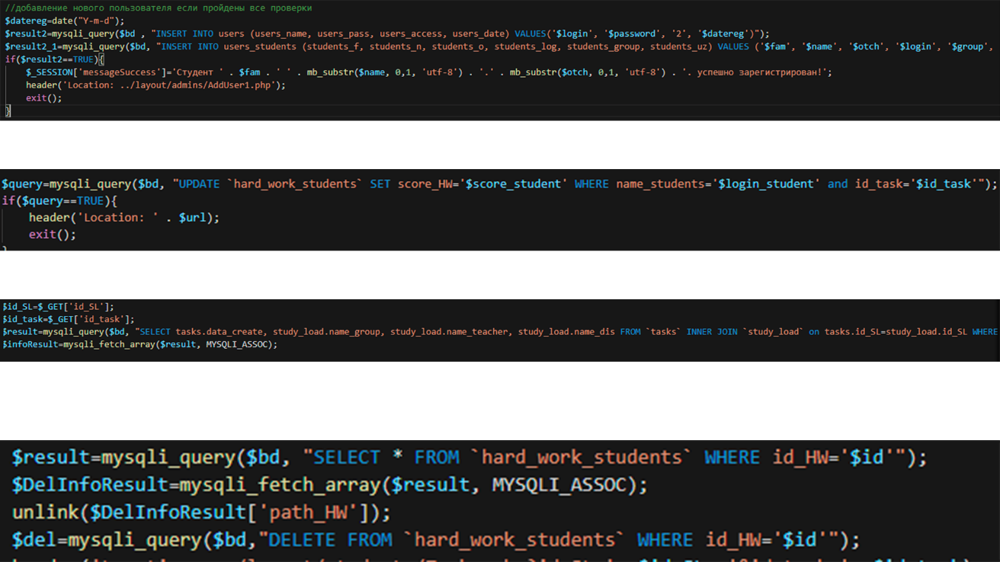 //добавление нового пользователя если пройдены все проверки
$datereg=date("Y-m-d");
$result2=mysqli_query($bd , "INSERT INTO users (users_name, users_pass, users_access, users_date) VALUES('$login', '$password', '2', '$datereg')");
$result2_1=mysqli_query($bd, "INSERT INTO users_students (students_f, students_n, students_o, students_log, students_group, students_uz) VALUES ('$fam', '$name', '$otch', '$login', '$group',
if($result2==TRUE){
$_SESSION['messageSuccess']='Студент ' . $fam . ' ' . mb_substr($name, 0,1, 'utf-8') . '.' . mb_substr($otch, 0,1, 'utf-8') . '. успешно зарегистрирован!';
header('Location: ../layout/admins/AddUser1.php');
exit();
}
$query=mysqli_query($bd, "UPDATE `hard_work_students` SET score_HW='$score_student' WHERE name_students='$login_student' and id_task='$id_task'");
if($query==TRUE){
header('Location: ' . $url);
exit();
}
$id_SL=$_GET['id_SL'];
$id_task=$_GET['id_task'];
$result=mysqli_query($bd, "SELECT tasks.data_create, study_load.name_group, study_load.name_teacher, study_load.name_dis FROM `tasks` INNER JOIN `study_load` on tasks.id_SL=study_load.id_SL WHERE
$infoResult=mysqli_fetch_array($result, MYSQLI_ASSOC);
$result=mysqli_query($bd, "SELECT * FROM `hard_work_students` WHERE id_HW='$id'");
$DelInfoResult=mysqli_fetch_array($result, MYSQLI_ASSOC);
unlink($DelInfoResult['path_HW']);
$del=mysqli_query($bd,"DELETE FROM `hard_work_students` WHERE id_HW='$id'");